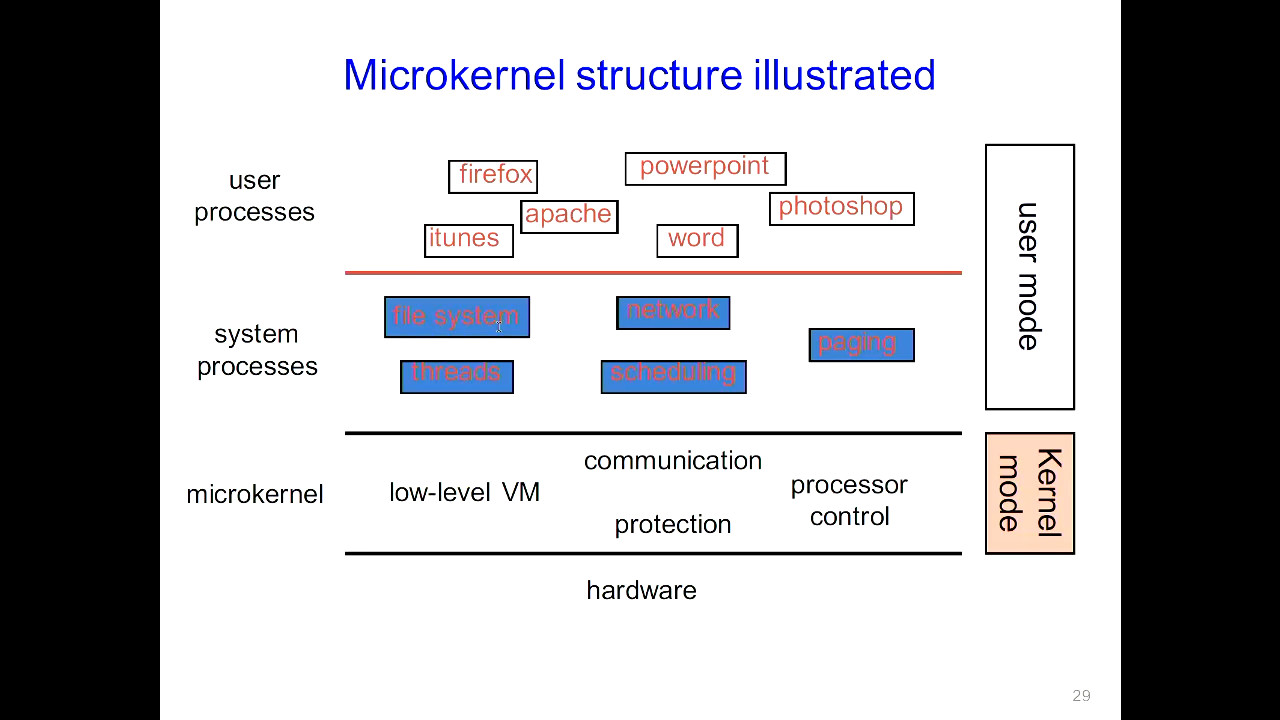 Microkernel structure illustrated
user
processes
firefox
powerpoint
apache
photoshop
itunes
word
user mode
system
processes
file system
network
paging
threads
scheduling
microkernel
communication
low-level VM
processor
control
protection
Kernel
mode
hardware
29